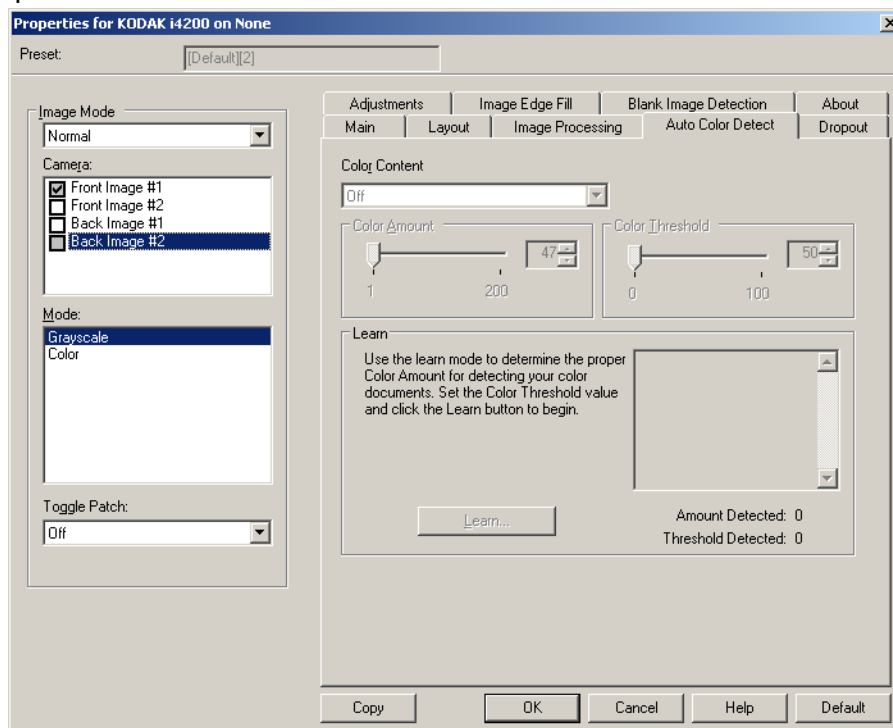 Properties for KODAK i4200 on None
Preset:
[Default][2]
Image Mode
Normal
Camera:
Front Image #1
Front Image #2
Back Image #1
Back Image #2
Mode:
Grayscale
Color
Toggle Patch:
Off
Adjustments Image Edge Fill Blank Image Detection About
Main Layout Image Processing Auto Color Detect Dropout
Color Content
Off
Color Amount
47
1 200
Color Threshold
50
0 100
Learn
Use the learn mode to determine the proper
Color Amount for detecting your color
documents. Set the Color Threshold value
and click the Learn button to begin.
Learn...
Amount Detected: 0
Threshold Detected: 0
Copy OK Cancel Help Default